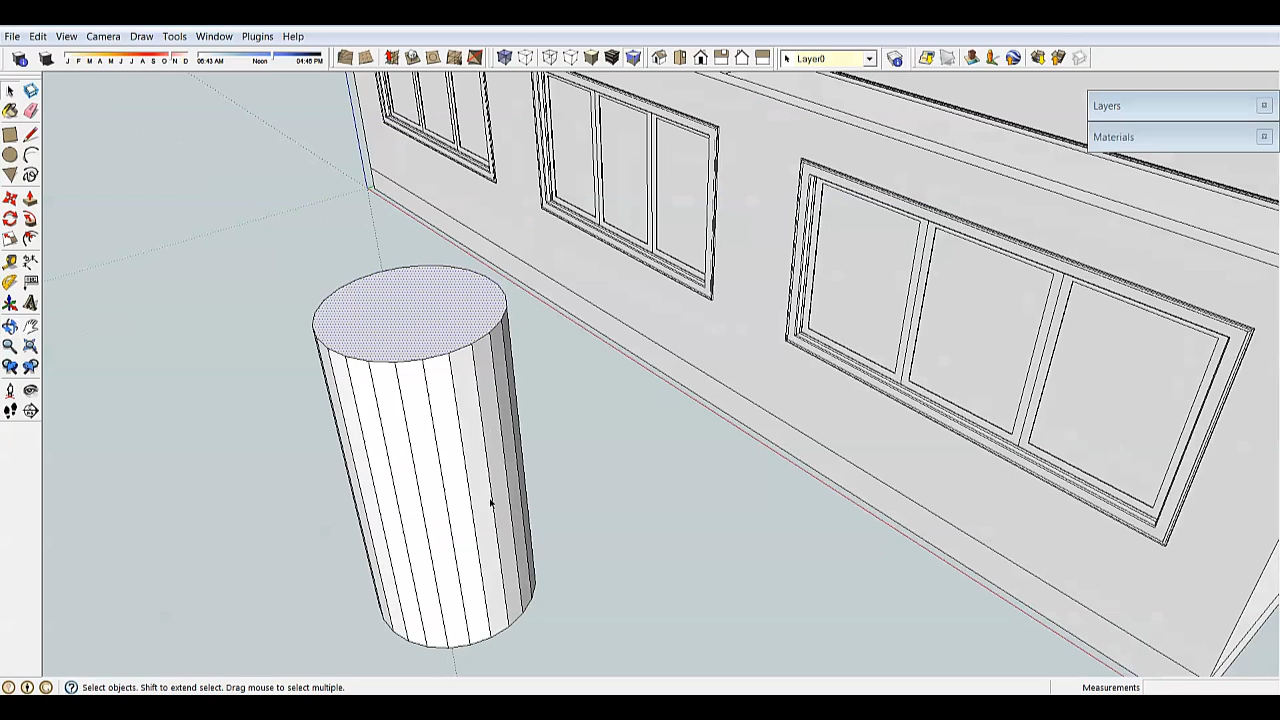 File Edit View Camera Draw Tools Window Plugins Help
J F M A M J J A S O N D 06:43 AM Noon 04:45 PM Layer0
Layers
Materials
Select objects. Shift to extend select. Drag mouse to select multiple. Measurements